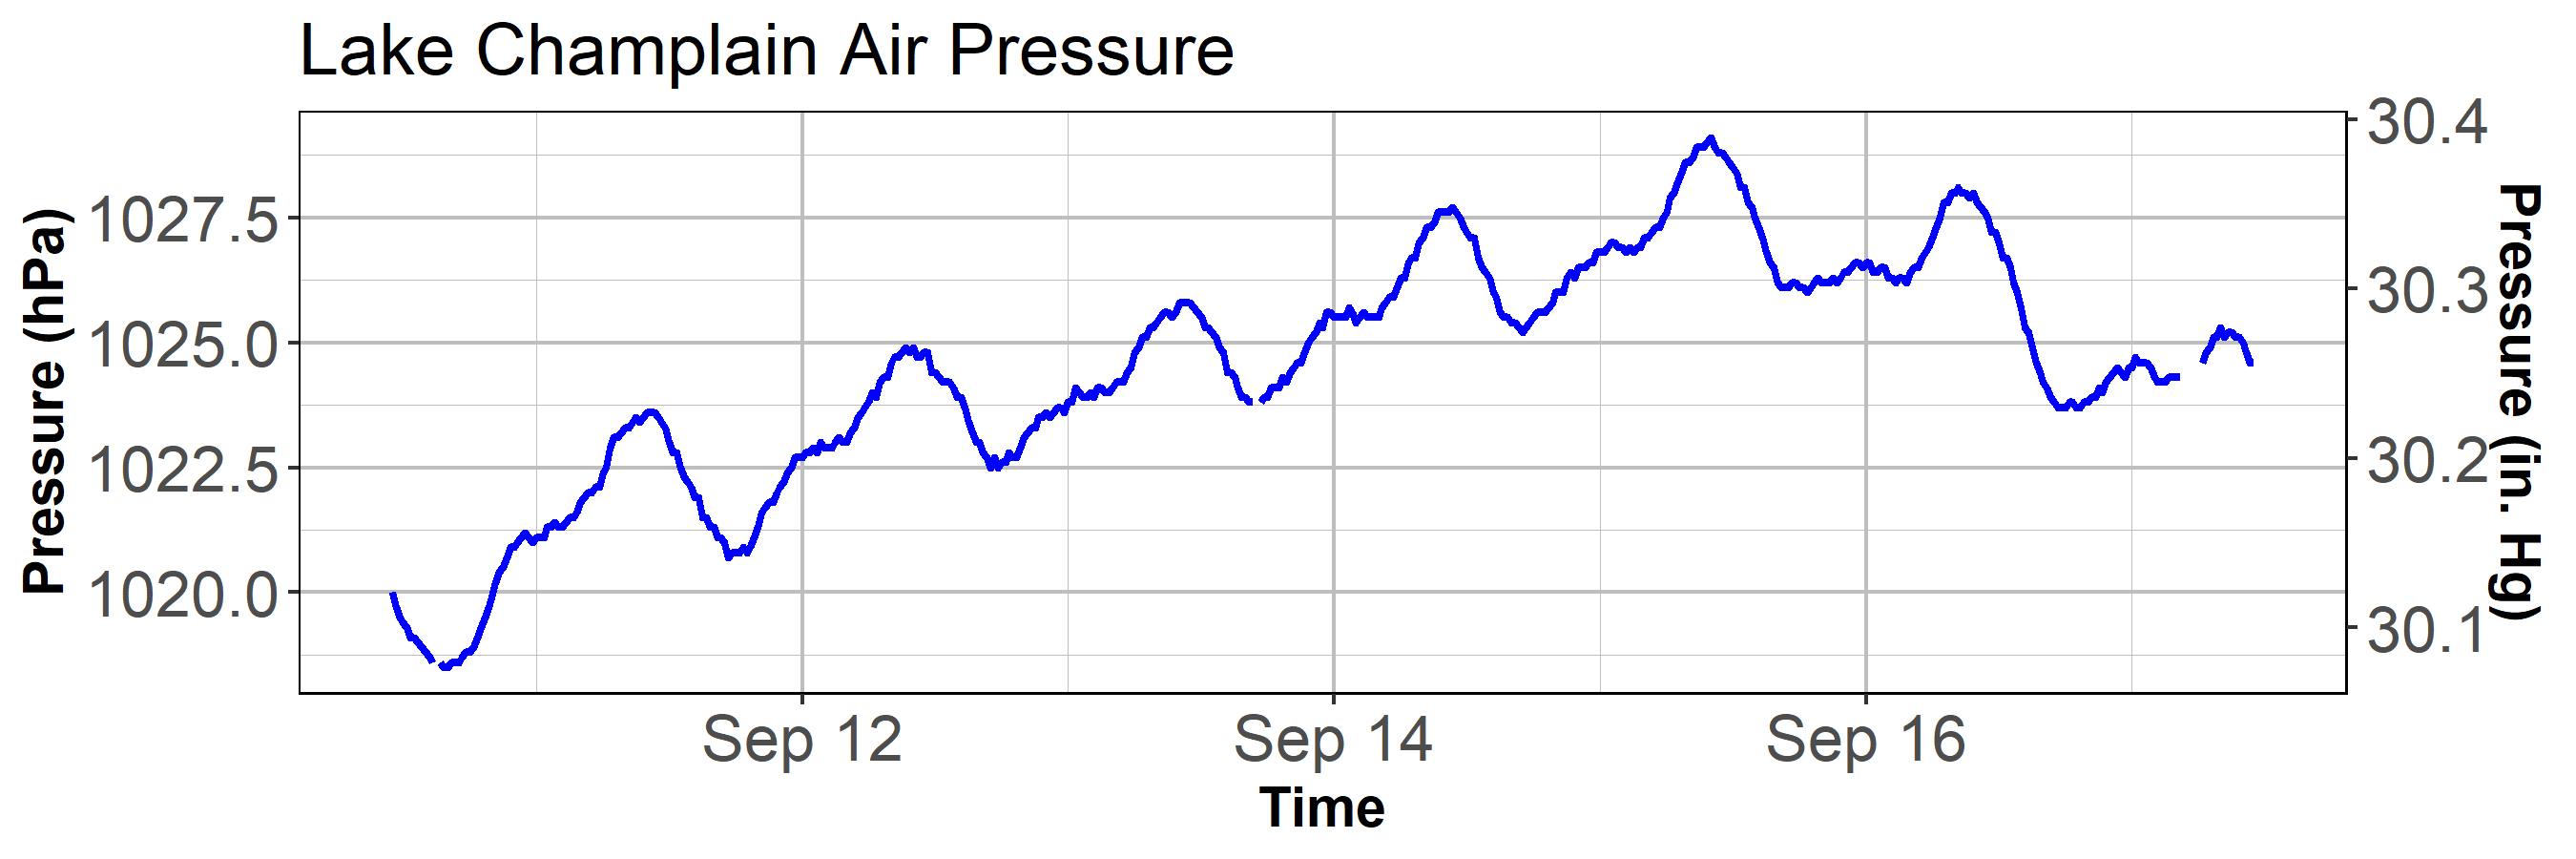 Lake Champlain Air Pressure
Pressure (hPa)
1027.5
1025.0
1022.5
1020.0
30.4
30.3
30.2
30.1
Pressure (in. Hg)
Sep 12
Sep 14
Sep 16
Time